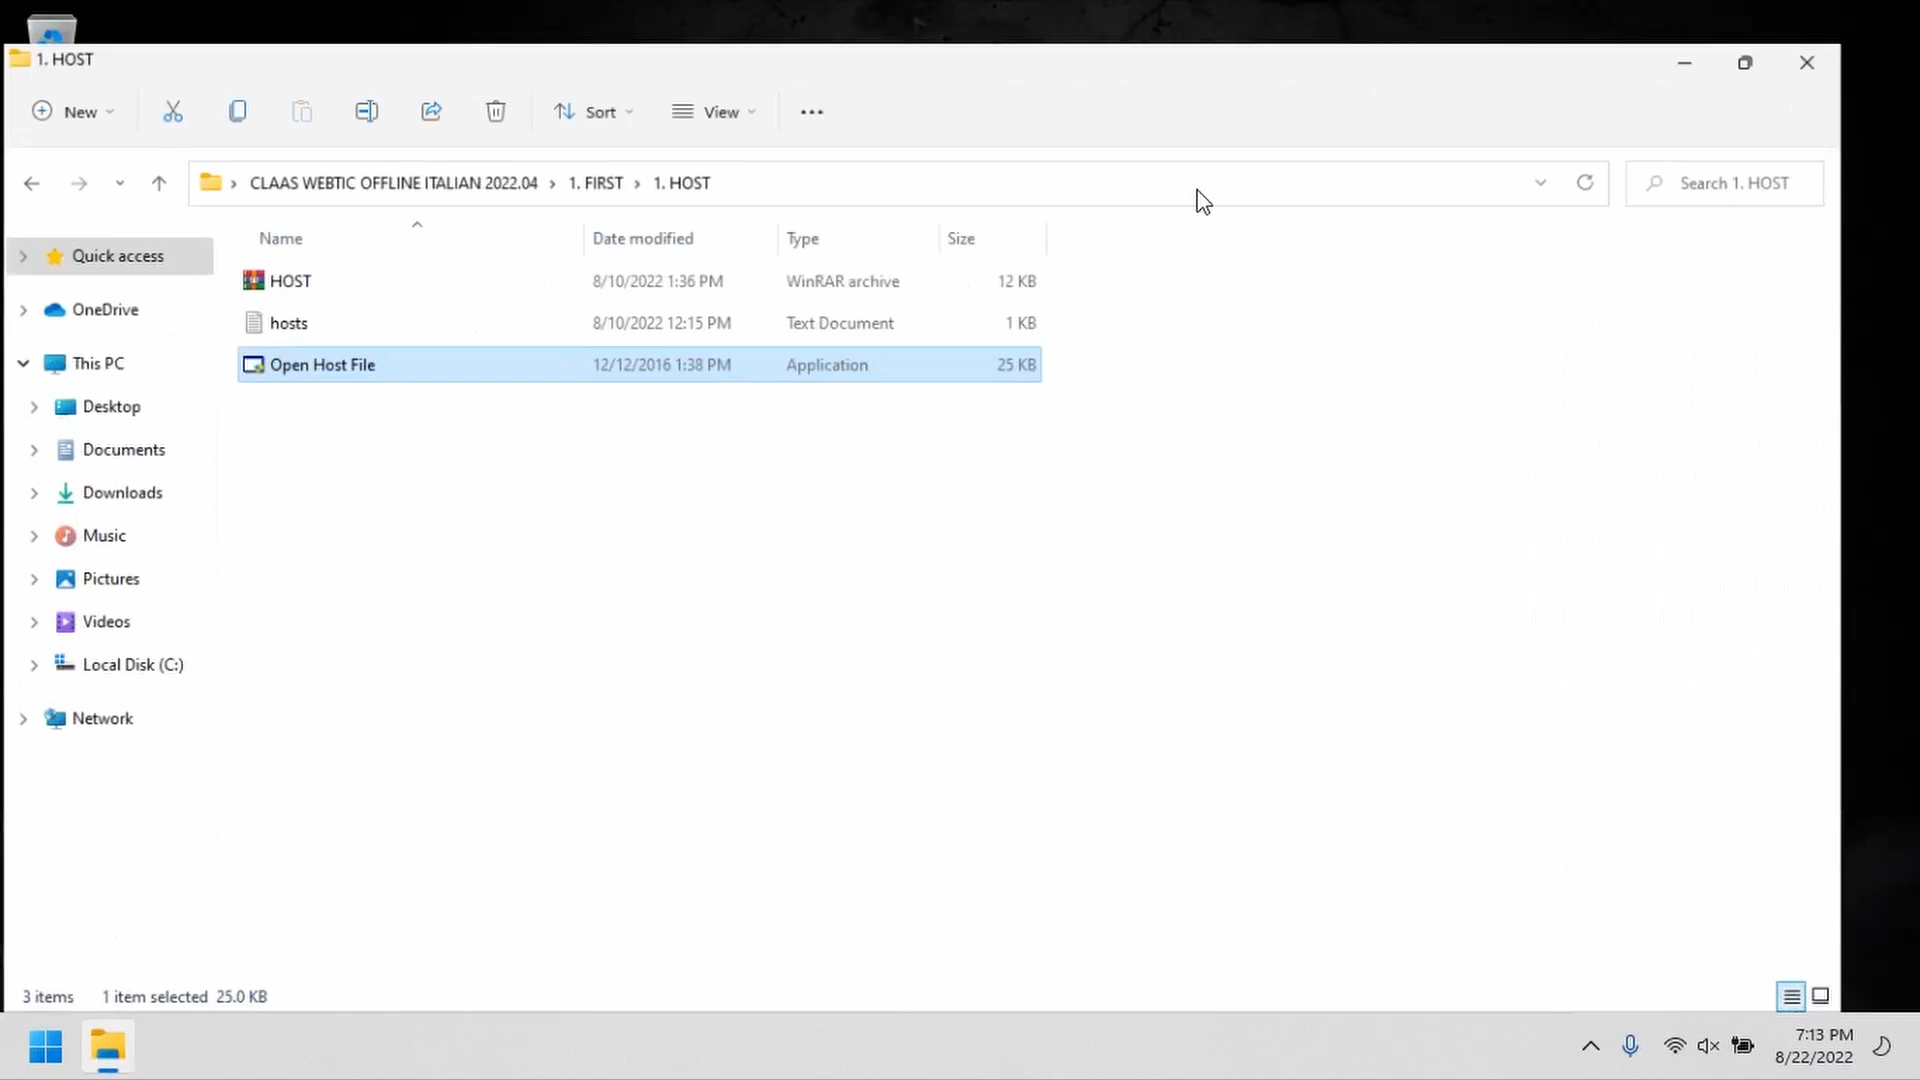 1. HOST
New
Sort
View
CLAAS WEBTIC OFFLINE ITALIAN 2022.04 › 1. FIRST › 1. HOST
Search 1. HOST
Name Date modified Type Size
HOST 8/10/2022 1:36 PM WinRAR archive 12 KB
hosts 8/10/2022 12:15 PM Text Document 1 KB
Open Host File 12/12/2016 1:38 PM Application 25 KB
Quick access
OneDrive
This PC
Desktop
Documents
Downloads
Music
Pictures
Videos
Local Disk (C:)
Network
3 items 1 item selected 25.0 KB
7:13 PM
8/22/2022